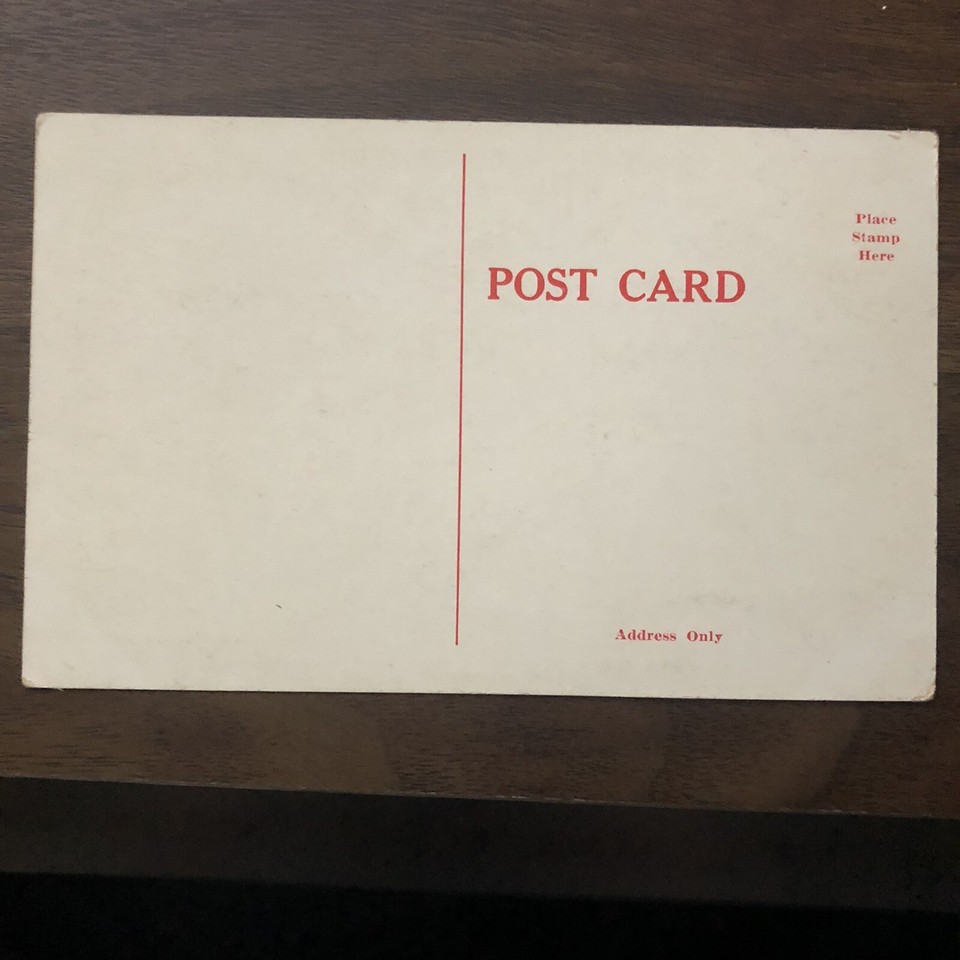 Place
Stamp
Here
POST CARD
Address Only